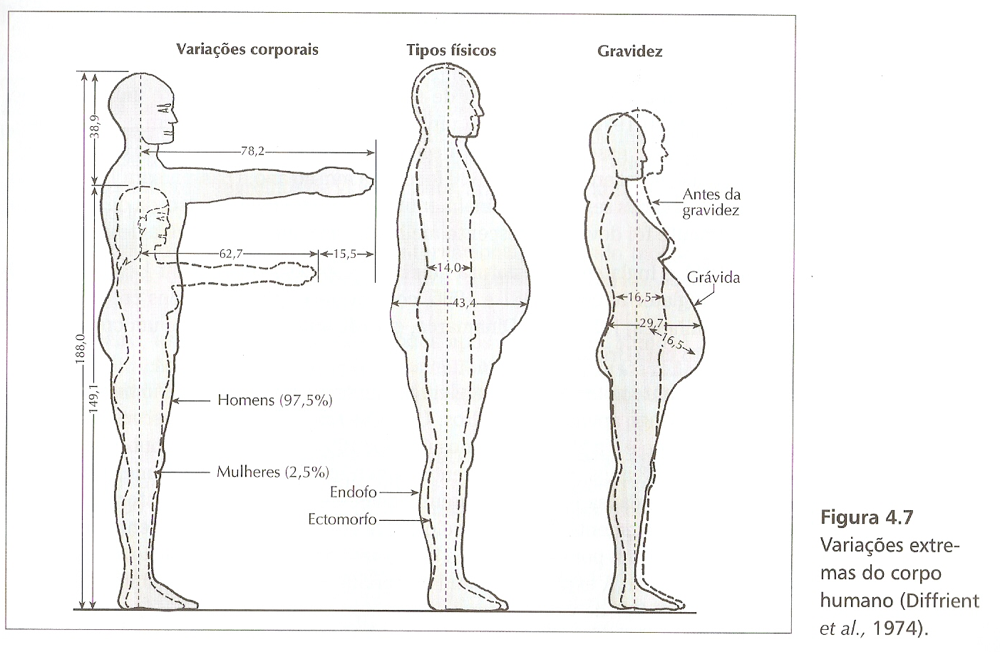 Variações corporais
Tipos físicos
Gravidez
38,9
78,2
62,7
15,5
188,0
149,1
Homens (97,5%)
Mulheres (2,5%)
14,0
43,4
Endofo
Ectomorfo
Antes da
gravidez
Grávida
16,5
29,7
16,5
Figura 4.7
Variações extre-
mas do corpo
humano (Diffrient
et al., 1974).